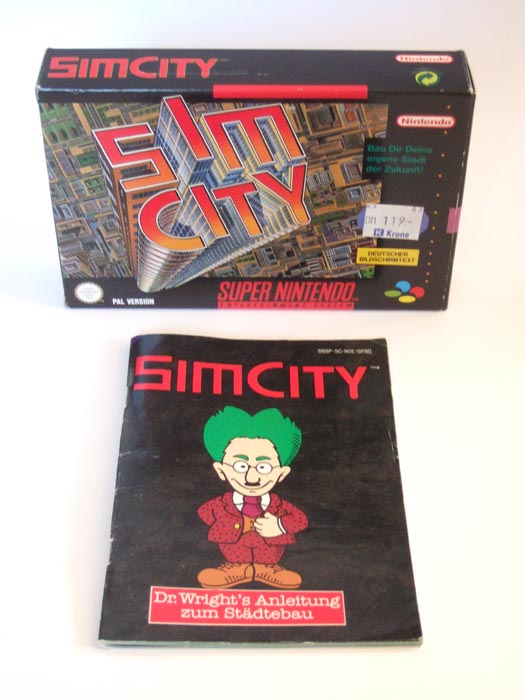 SIMCITY
Nintendo
Nintendo
SIM
CITY
Bau Dir Deine
eigene Stadt
der Zukunft!
DM 119.-
K Krone
DEUTSCHER
BILDSCHIRMTEXT
SUPER NINTENDO
ENTERTAINMENT SYSTEM
PAL VERSION
SNSP-SC-NOE/SFRG
SIMCITY
Dr. Wright's Anleitung
zum Städtebau